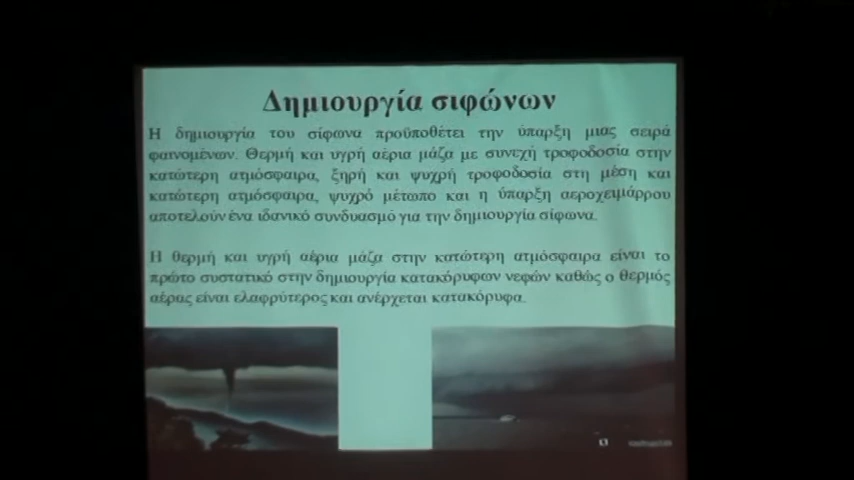 Δημιουργία σιφώνων
Η δημιουργία του σίφωνα προϋποθέτει την ύπαρξη μιας σειρά
φαινομένων. Θερμή και υγρή αέρια μάζα με συνεχή τροφοδοσία στην
κατώτερη ατμόσφαιρα, ξηρή και ψυχρή τροφοδοσία στη μέση και
κατώτερη ατμόσφαιρα, ψυχρό μέτωπο και η ύπαρξη αεροχειμάρρου
αποτελούν ένα ιδανικό συνδυασμό για την δημιουργία σίφωνα.
Η θερμή και υγρή αέρια μάζα στην κατώτερη ατμόσφαιρα είναι το
πρώτο συστατικό στην δημιουργία κατακόρυφων νεφών καθώς ο θερμός
αέρας είναι ελαφρύτερος και ανέρχεται κατακόρυφα.